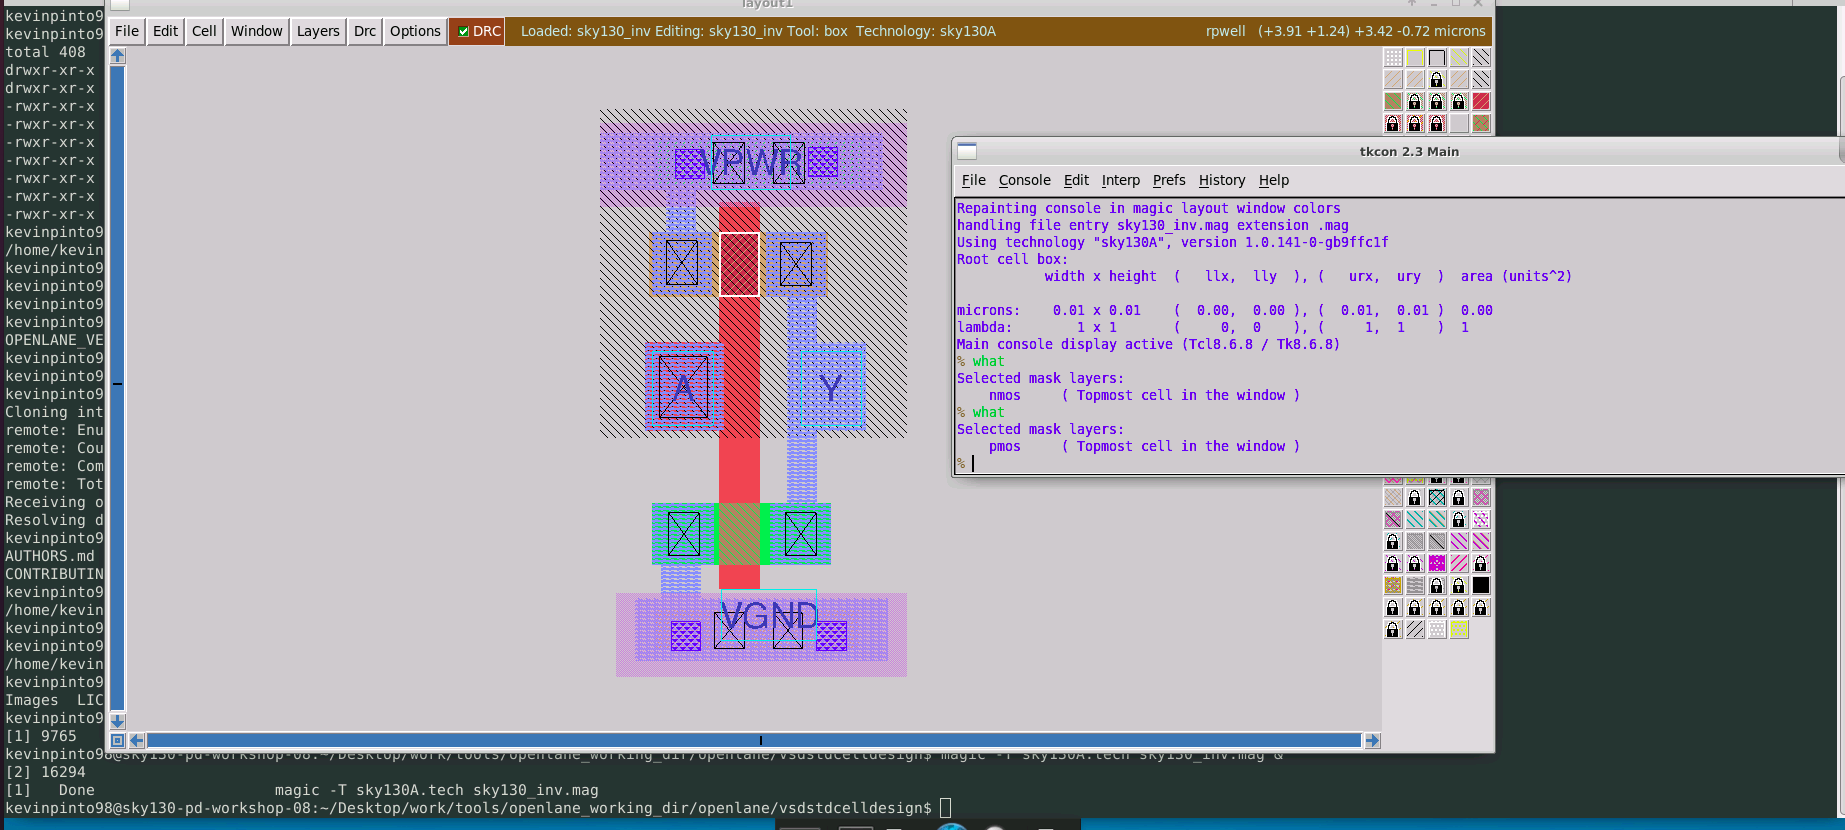 layout1
File Edit Cell Window Layers Drc Options DRC Loaded: sky130_inv Editing: sky130_inv Tool: box Technology: sky130A rpwell (+3.91 +1.24) +3.42 -0.72 microns
VPWR
A
Y
VGND
tkcon 2.3 Main
File Console Edit Interp Prefs History Help
Repainting console in magic layout window colors
handling file entry sky130_inv.mag extension .mag
Using technology "sky130A", version 1.0.141-0-gb9ffc1f
Root cell box:
width x height ( llx, lly ), ( urx, ury ) area (units^2)
microns: 0.01 x 0.01 ( 0.00, 0.00 ), ( 0.01, 0.01 ) 0.00
lambda: 1 x 1 ( 0, 0 ), ( 1, 1 ) 1
Main console display active (Tcl8.6.8 / Tk8.6.8)
% what
Selected mask layers:
nmos ( Topmost cell in the window )
% what
Selected mask layers:
pmos ( Topmost cell in the window )
%
kevinpinto9
kevinpinto9
total 408
drwxr-xr-x
drwxr-xr-x
-rwxr-xr-x
-rwxr-xr-x
-rwxr-xr-x
-rwxr-xr-x
-rwxr-xr-x
-rwxr-xr-x
-rwxr-xr-x
kevinpinto9
/home/kevin
kevinpinto9
kevinpinto9
kevinpinto9
kevinpinto9
OPENLANE_VE
kevinpinto9
kevinpinto9
kevinpinto9
Cloning int
remote: Enu
remote: Cou
remote: Com
remote: Tot
Receiving o
Resolving d
kevinpinto9
AUTHORS.md
CONTRIBUTIN
kevinpinto9
/home/kevin
kevinpinto9
kevinpinto9
/home/kevin
kevinpinto9
Images LIC
kevinpinto9
[1] 9765
kevinpinto98@sky130-pd-workshop-08:~/Desktop/work/tools/openlane_working_dir/openlane/vsdstdcelldesign$ magic -T sky130A.tech sky130_inv.mag &
[2] 16294
[1] Done magic -T sky130A.tech sky130_inv.mag
kevinpinto98@sky130-pd-workshop-08:~/Desktop/work/tools/openlane_working_dir/openlane/vsdstdcelldesign$